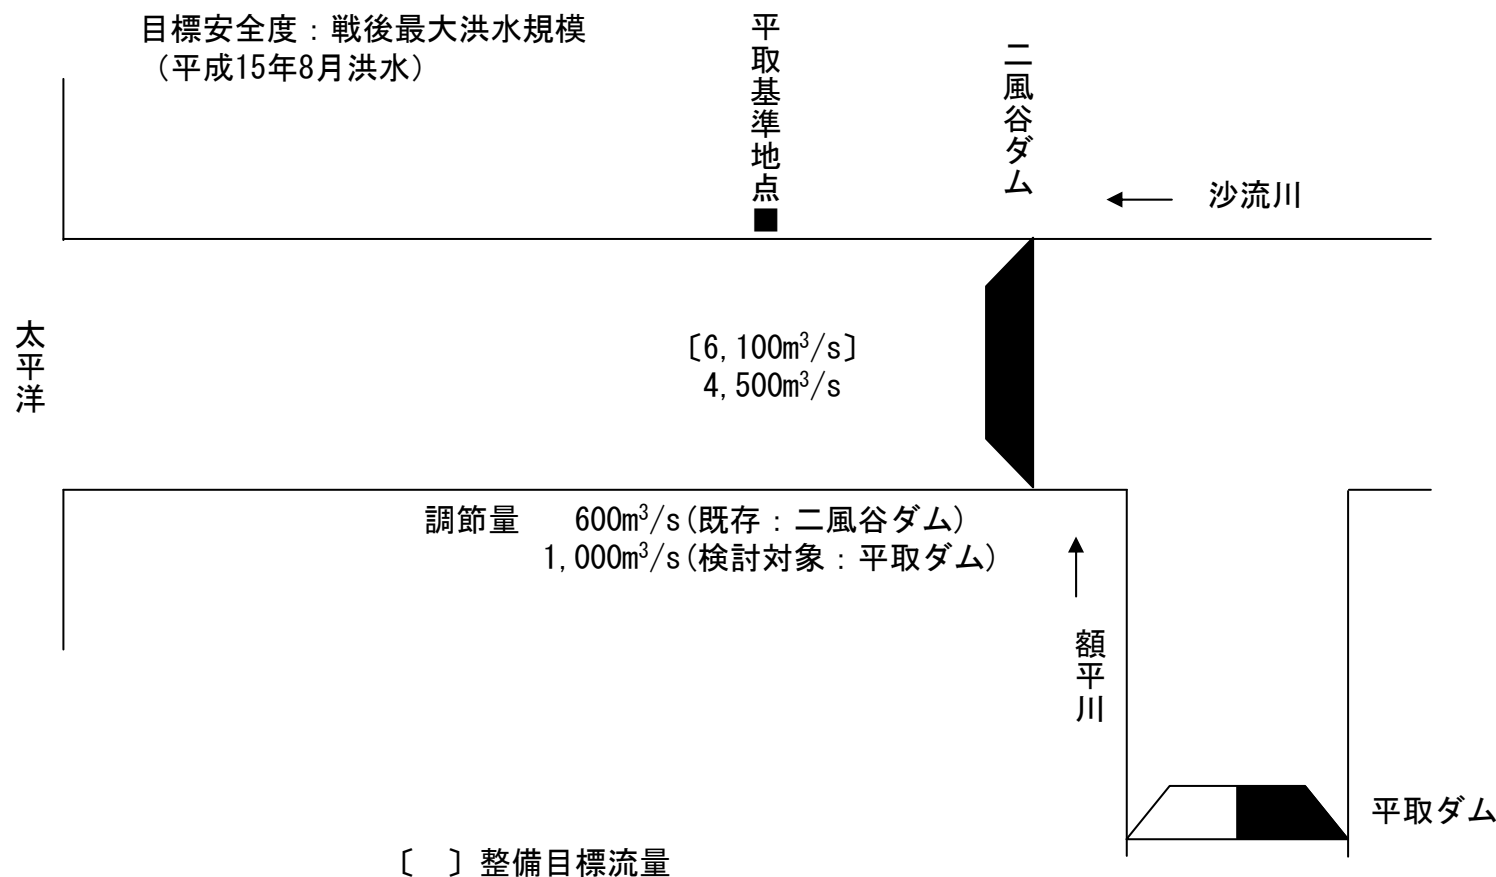 目標安全度：戦後最大洪水規模
（平成15年8月洪水）
平取基準地点■
二風谷ダム
← 沙流川
太平洋
〔6,100m³/s〕
4,500m³/s
調節量 600m³/s(既存：二風谷ダム)
1,000m³/s(検討対象：平取ダム)
↑
額平川
平取ダム
〔 〕整備目標流量